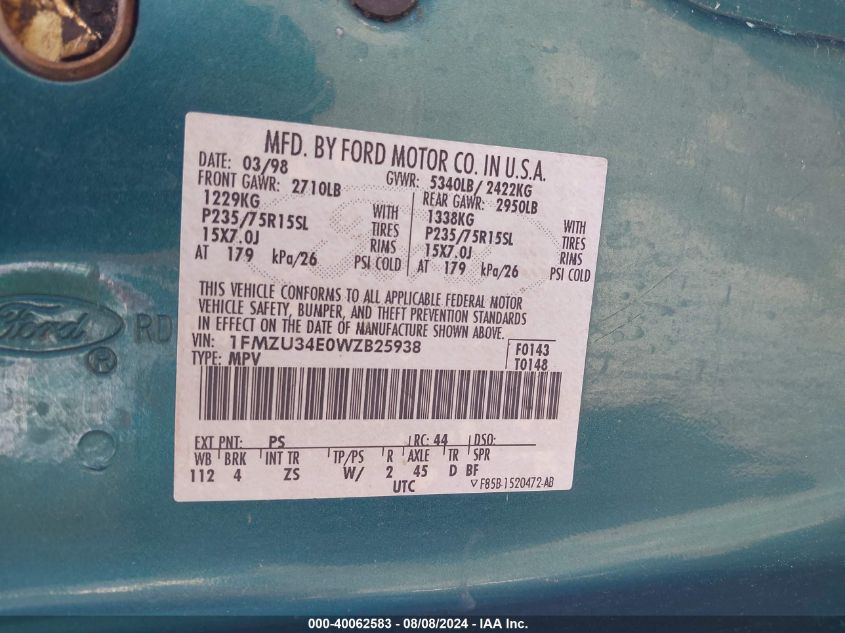 MFD. BY FORD MOTOR CO. IN U.S.A.
DATE: 03/98 GVWR: 5340LB/ 2422KG
FRONT GAWR: 2710LB REAR GAWR: 2950LB
1229KG WITH 1338KG WITH
P235/75R15SL TIRES P235/75R15SL TIRES
15X7.0J RIMS 15X7.0J RIMS
AT 179 kPa/26 PSI COLD AT 179 kPa/26 PSI COLD
THIS VEHICLE CONFORMS TO ALL APPLICABLE FEDERAL MOTOR
VEHICLE SAFETY, BUMPER, AND THEFT PREVENTION STANDARDS
IN EFFECT ON THE DATE OF MANUFACTURE SHOWN ABOVE.
VIN: 1FMZU34E0WZB25938 F0143
TYPE: MPV T0148
EXT PNT: PS RC: 44 DSO:
WB BRK INT TR TP/PS R AXLE TR SPR
112 4 ZS W/ 2 45 D BF
UTC F85B-1520472-AB
Ford RD
®
000-40062583 - 08/08/2024 - IAA Inc.